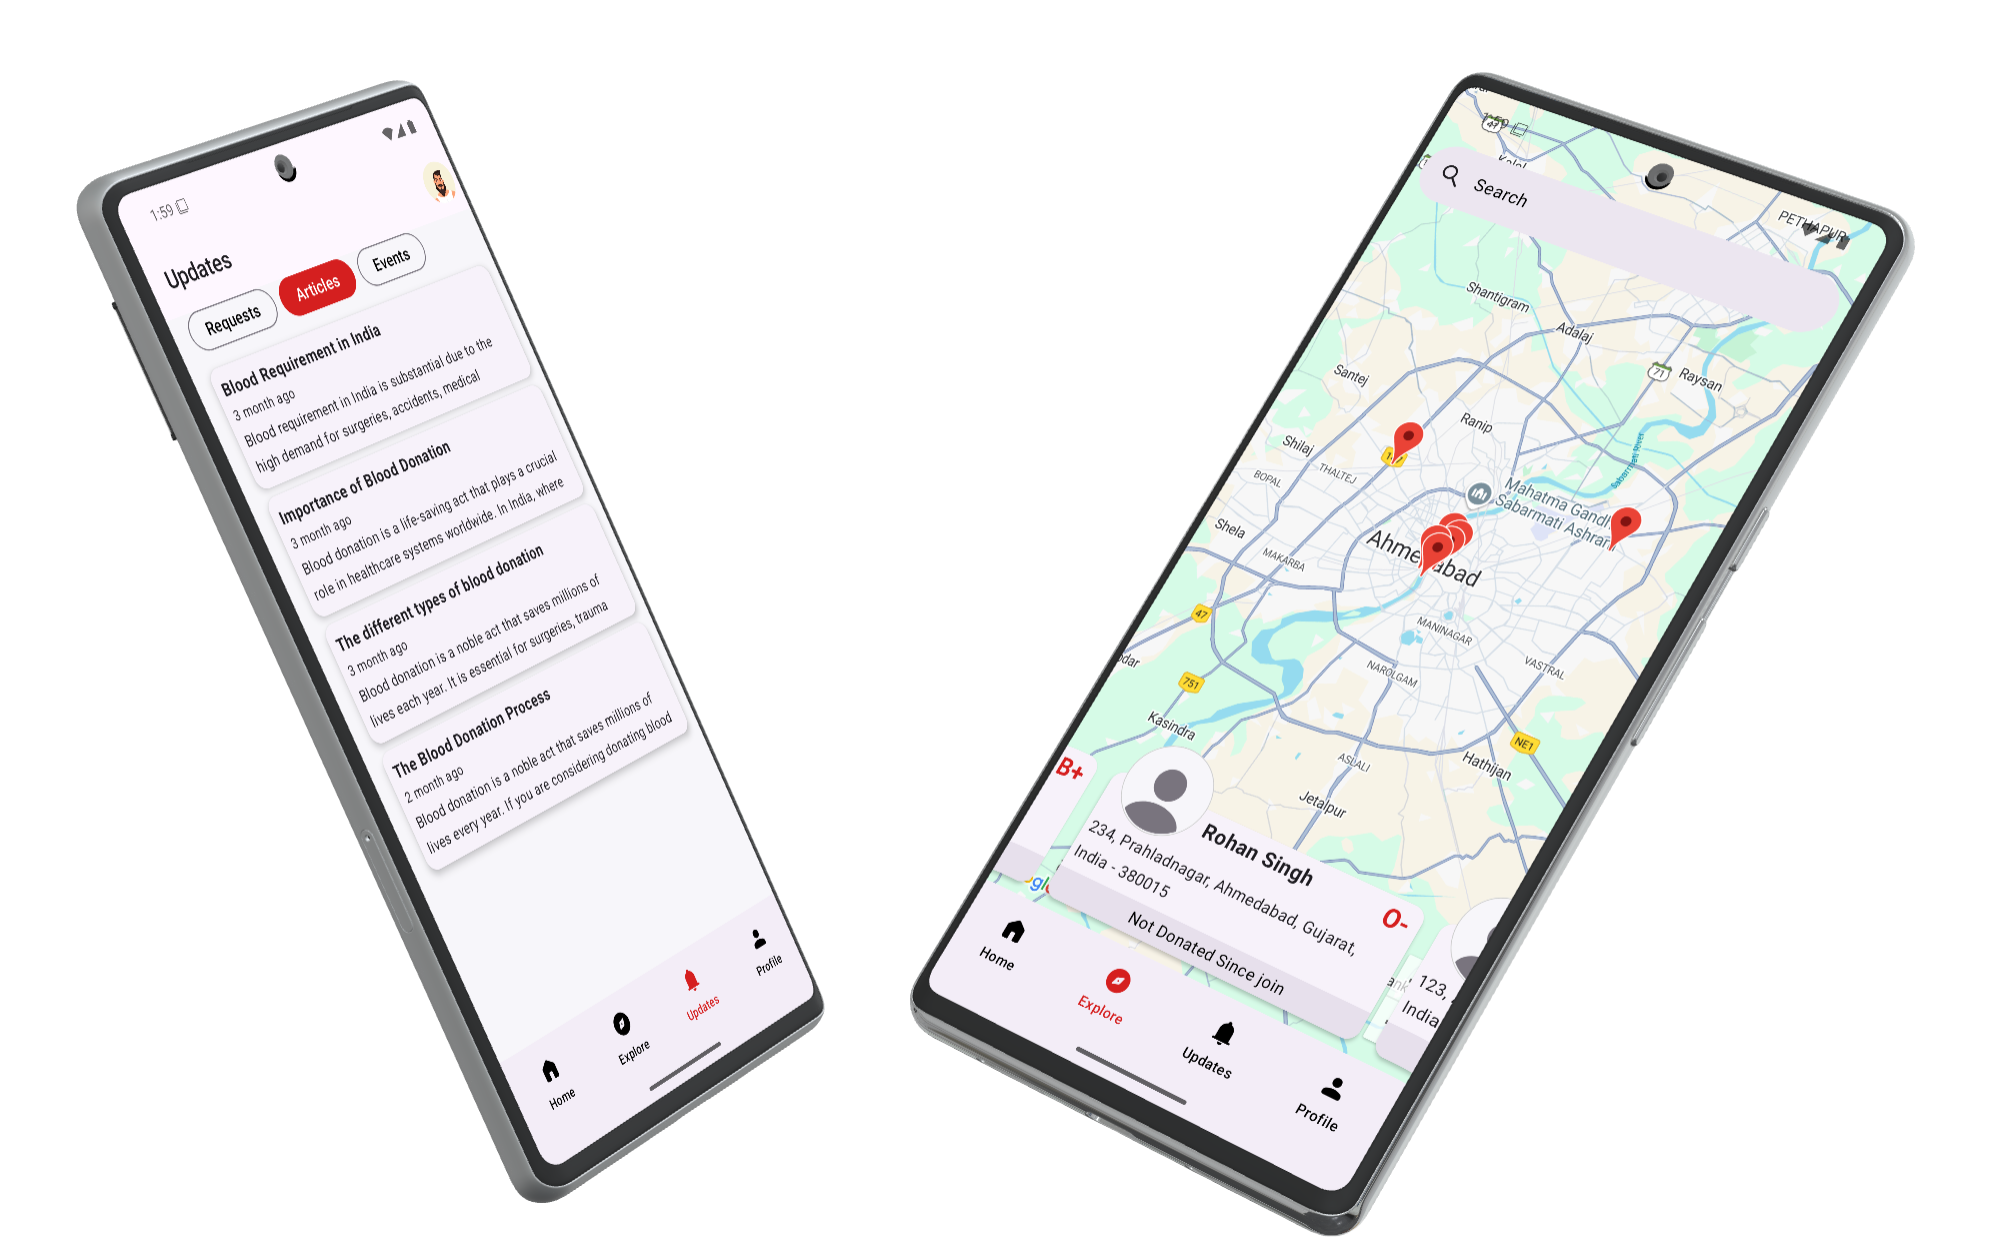 1:59
Updates
Requests
Articles
Events
Blood Requirement in India
3 month ago
Blood requirement in India is substantial due to the
high demand for surgeries, accidents, medical
Importance of Blood Donation
3 month ago
Blood donation is a life-saving act that plays a crucial
role in healthcare systems worldwide. In India, where
The different types of blood donation
3 month ago
Blood donation is a noble act that saves millions of
lives each year. It is essential for surgeries, trauma
The Blood Donation Process
2 month ago
Blood donation is a noble act that saves millions of
lives every year. If you are considering donating blood
Home
Explore
Updates
Profile
Search
PETHAPUR
Shantigram
Adalaj
71
Raysan
Santej
Ranip
Shilaj
THALTEJ
BOPAL
Mahatma Gandhi
Sabarmati Ashram
Sabarmati River
Shela
MAKARBA
47
MANINAGAR
NAROLGAM
VASTRAL
751
Kasindra
NE1
ASLALI
Hathijan
Jetalpur
B+
Rohan Singh
234, Prahladnagar, Ahmedabad, Gujarat,
India - 380015
O-
Not Donated Since join
123,
India
Home
Explore
Updates
Profile